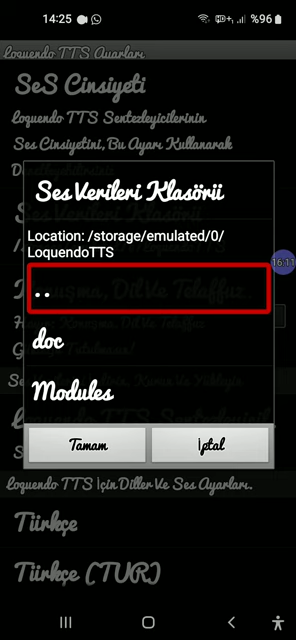 14:25
%96
Loquendo TTS Ayarları
SeS Cinsiyeti
Loquendo TTS Sentezleyicilerinin
Ses Cinsiyetini, Bu Ayarı Kullanarak
Ses Verileri Klasörü
Location: /storage/emulated/0/
LoquendoTTS
16:11
..
doc
Modules
Tamam
İptal
Loquendo TTS İçin Diller Ve Ses Ayarları.
Türkçe
Türkçe (TUR)